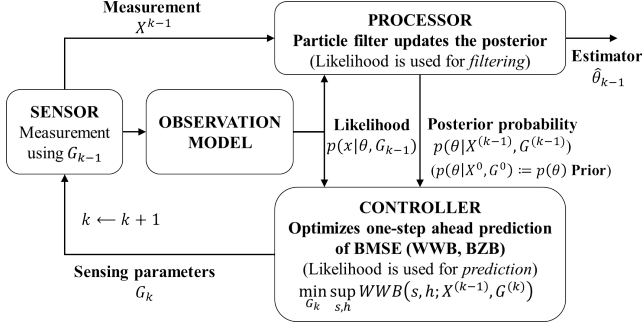 Measurement
X^{k-1}
PROCESSOR
Particle filter updates the posterior
(Likelihood is used for filtering)
Estimator
θ̂_{k-1}
SENSOR
Measurement
using G_{k-1}
OBSERVATION
MODEL
Likelihood
p(x|θ, G_{k-1})
Posterior probability
p(θ|X^{(k-1)}, G^{(k-1)})
(p(θ|X^0, G^0) ≔ p(θ) Prior)
k ← k + 1
Sensing parameters
G_k
CONTROLLER
Optimizes one-step ahead prediction
of BMSE (WWB, BZB)
(Likelihood is used for prediction)
min_{G_k} sup_{s,h} WWB(s, h; X^{(k-1)}, G^{(k)})